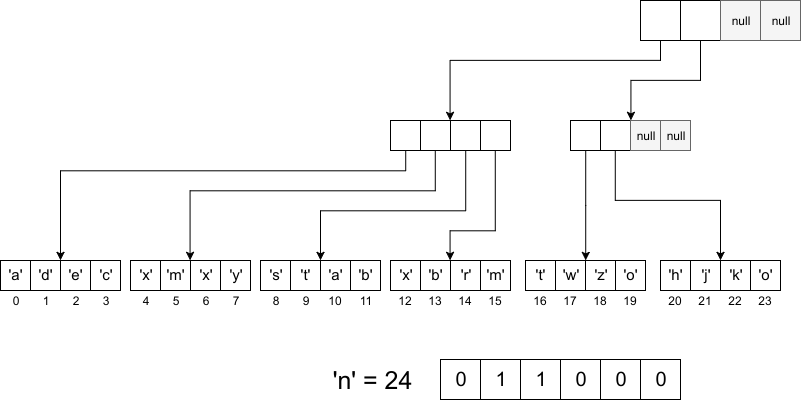 null null
null null
'a' 'd' 'e' 'c' 'x' 'm' 'x' 'y' 's' 't' 'a' 'b' 'x' 'b' 'r' 'm' 't' 'w' 'z' 'o' 'h' 'j' 'k' 'o'
0 1 2 3 4 5 6 7 8 9 10 11 12 13 14 15 16 17 18 19 20 21 22 23
'n' = 24 0 1 1 0 0 0